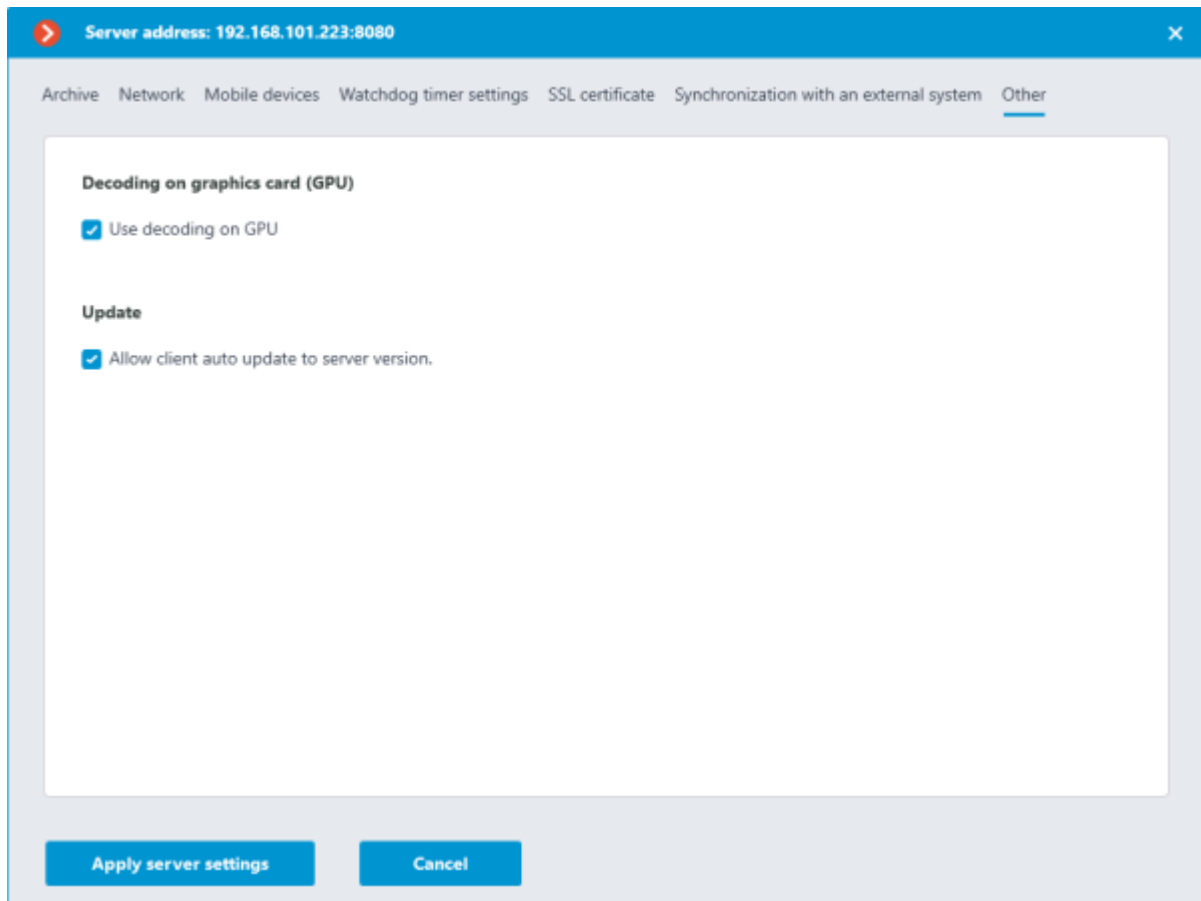 Server address: 192.168.101.223:8080
Archive Network Mobile devices Watchdog timer settings SSL certificate Synchronization with an external system Other
Decoding on graphics card (GPU)
Use decoding on GPU
Update
Allow client auto update to server version.
Apply server settings Cancel